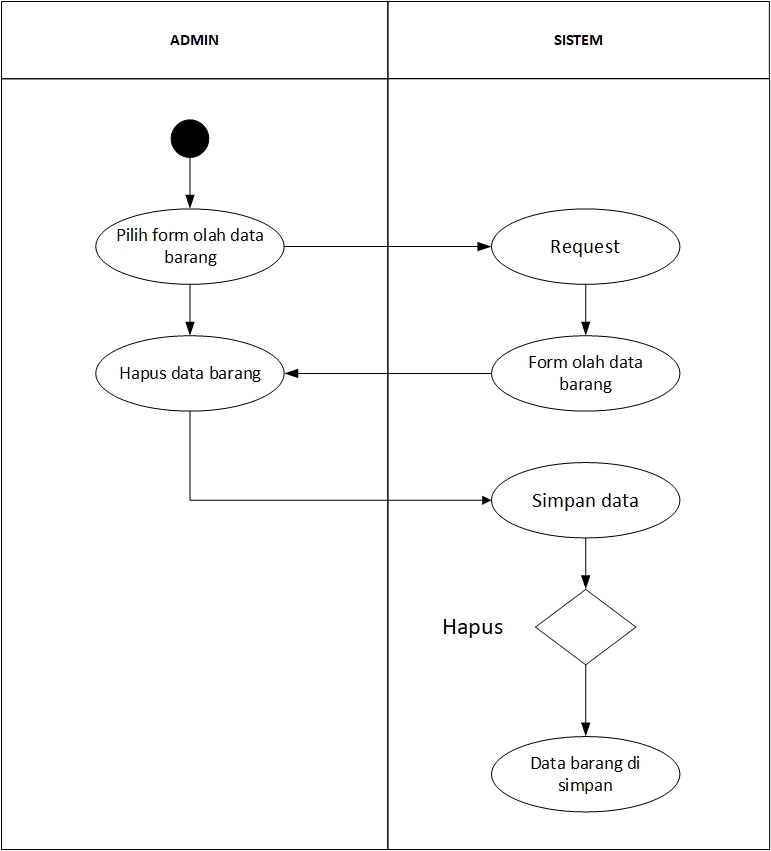 ADMIN
SISTEM
Pilih form olah data
barang
Request
Hapus data barang
Form olah data
barang
Simpan data
Hapus
Data barang di
simpan